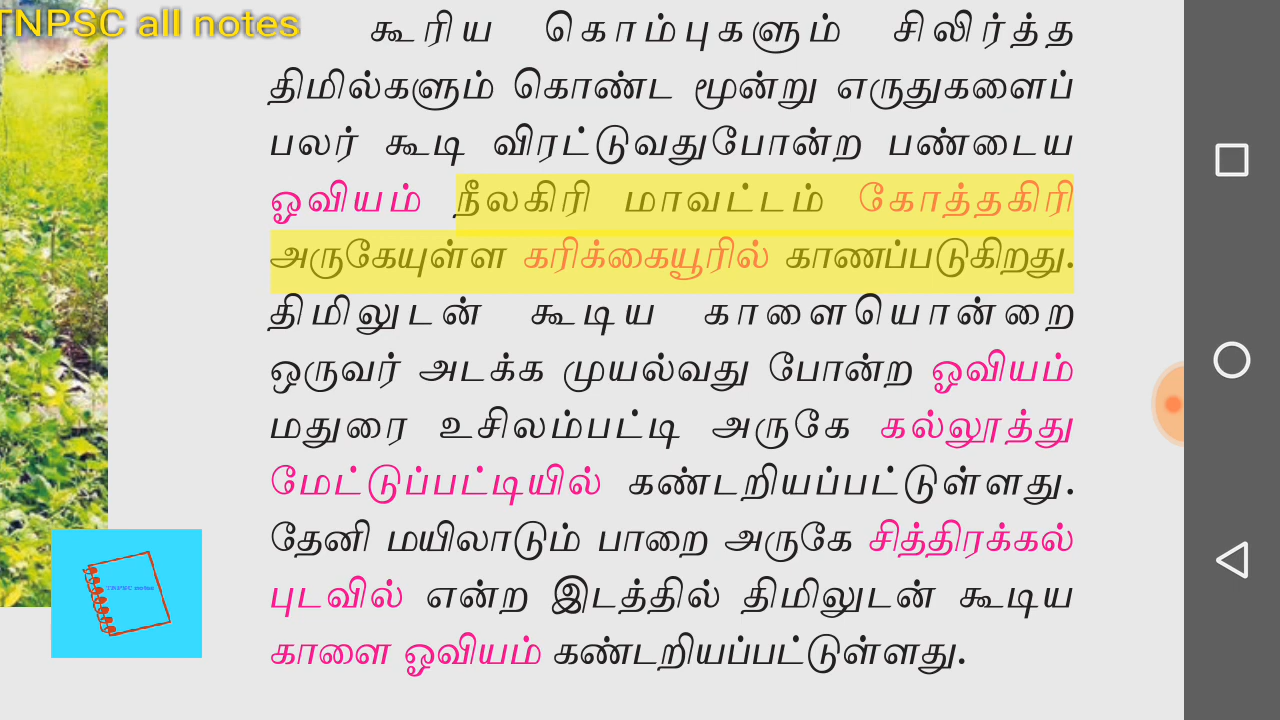 TNPSC all notes
கூரிய கொம்புகளும் சிலிர்த்த
திமில்களும் கொண்ட மூன்று எருதுகளைப்
பலர் கூடி விரட்டுவதுபோன்ற பண்டைய
ஓவியம் நீலகிரி மாவட்டம் கோத்தகிரி
அருகேயுள்ள கரிக்கையூரில் காணப்படுகிறது.
திமிலுடன் கூடிய காளையொன்றை
ஒருவர் அடக்க முயல்வது போன்ற ஓவியம்
மதுரை உசிலம்பட்டி அருகே கல்லூத்து
மேட்டுப்பட்டியில் கண்டறியப்பட்டுள்ளது.
தேனி மயிலாடும் பாறை அருகே சித்திரக்கல்
புடவில் என்ற இடத்தில் திமிலுடன் கூடிய
காளை ஓவியம் கண்டறியப்பட்டுள்ளது.
TNPSC notes